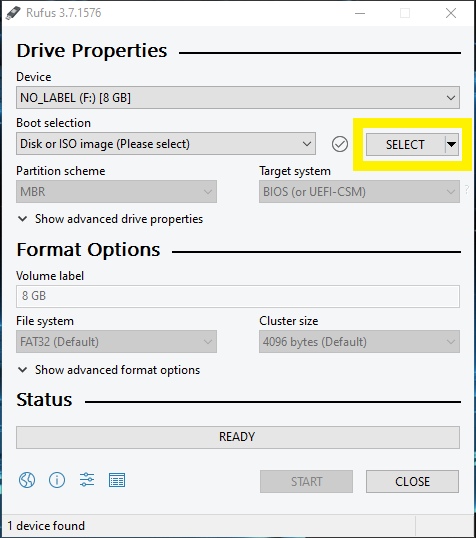 Rufus 3.7.1576
Drive Properties
Device
NO_LABEL (F:) [8 GB]
Boot selection
Disk or ISO image (Please select)
SELECT
Partition scheme
Target system
MBR
BIOS (or UEFI-CSM)
?
Show advanced drive properties
Format Options
Volume label
8 GB
File system
Cluster size
FAT32 (Default)
4096 bytes (Default)
Show advanced format options
Status
READY
START
CLOSE
1 device found